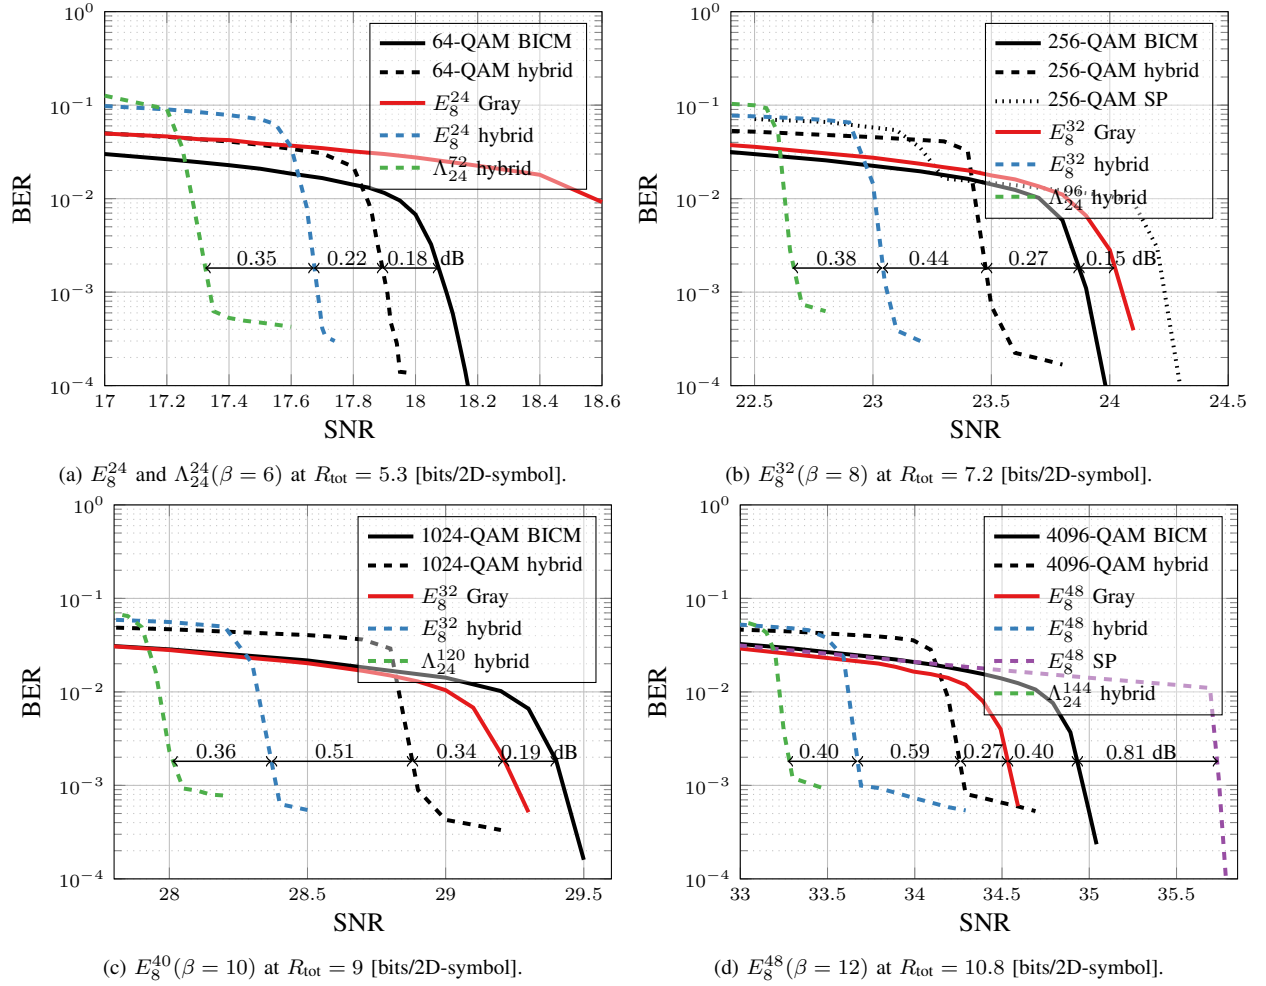 10^0
10^-1
10^-2
10^-3
10^-4
BER
64-QAM BICM
64-QAM hybrid
E_8^24 Gray
E_8^24 hybrid
Λ_24^72 hybrid
0.35 0.22 0.18 dB
17 17.2 17.4 17.6 17.8 18 18.2 18.4 18.6
SNR
(a) E_8^24 and Λ_24^24(β = 6) at R_tot = 5.3 [bits/2D-symbol].
10^0
10^-1
10^-2
10^-3
10^-4
BER
256-QAM BICM
256-QAM hybrid
256-QAM SP
E_8^32 Gray
E_8^32 hybrid
Λ_24^96 hybrid
0.38 0.44 0.27 0.15 dB
22.5 23 23.5 24 24.5
SNR
(b) E_8^32(β = 8) at R_tot = 7.2 [bits/2D-symbol].
10^0
10^-1
10^-2
10^-3
10^-4
BER
1024-QAM BICM
1024-QAM hybrid
E_8^32 Gray
E_8^32 hybrid
Λ_24^120 hybrid
0.36 0.51 0.34 0.19 dB
28 28.5 29 29.5
SNR
(c) E_8^40(β = 10) at R_tot = 9 [bits/2D-symbol].
10^0
10^-1
10^-2
10^-3
10^-4
BER
4096-QAM BICM
4096-QAM hybrid
E_8^48 Gray
E_8^48 hybrid
E_8^48 SP
Λ_24^144 hybrid
0.40 0.59 0.27 0.40 0.81 dB
33 33.5 34 34.5 35 35.5
SNR
(d) E_8^48(β = 12) at R_tot = 10.8 [bits/2D-symbol].